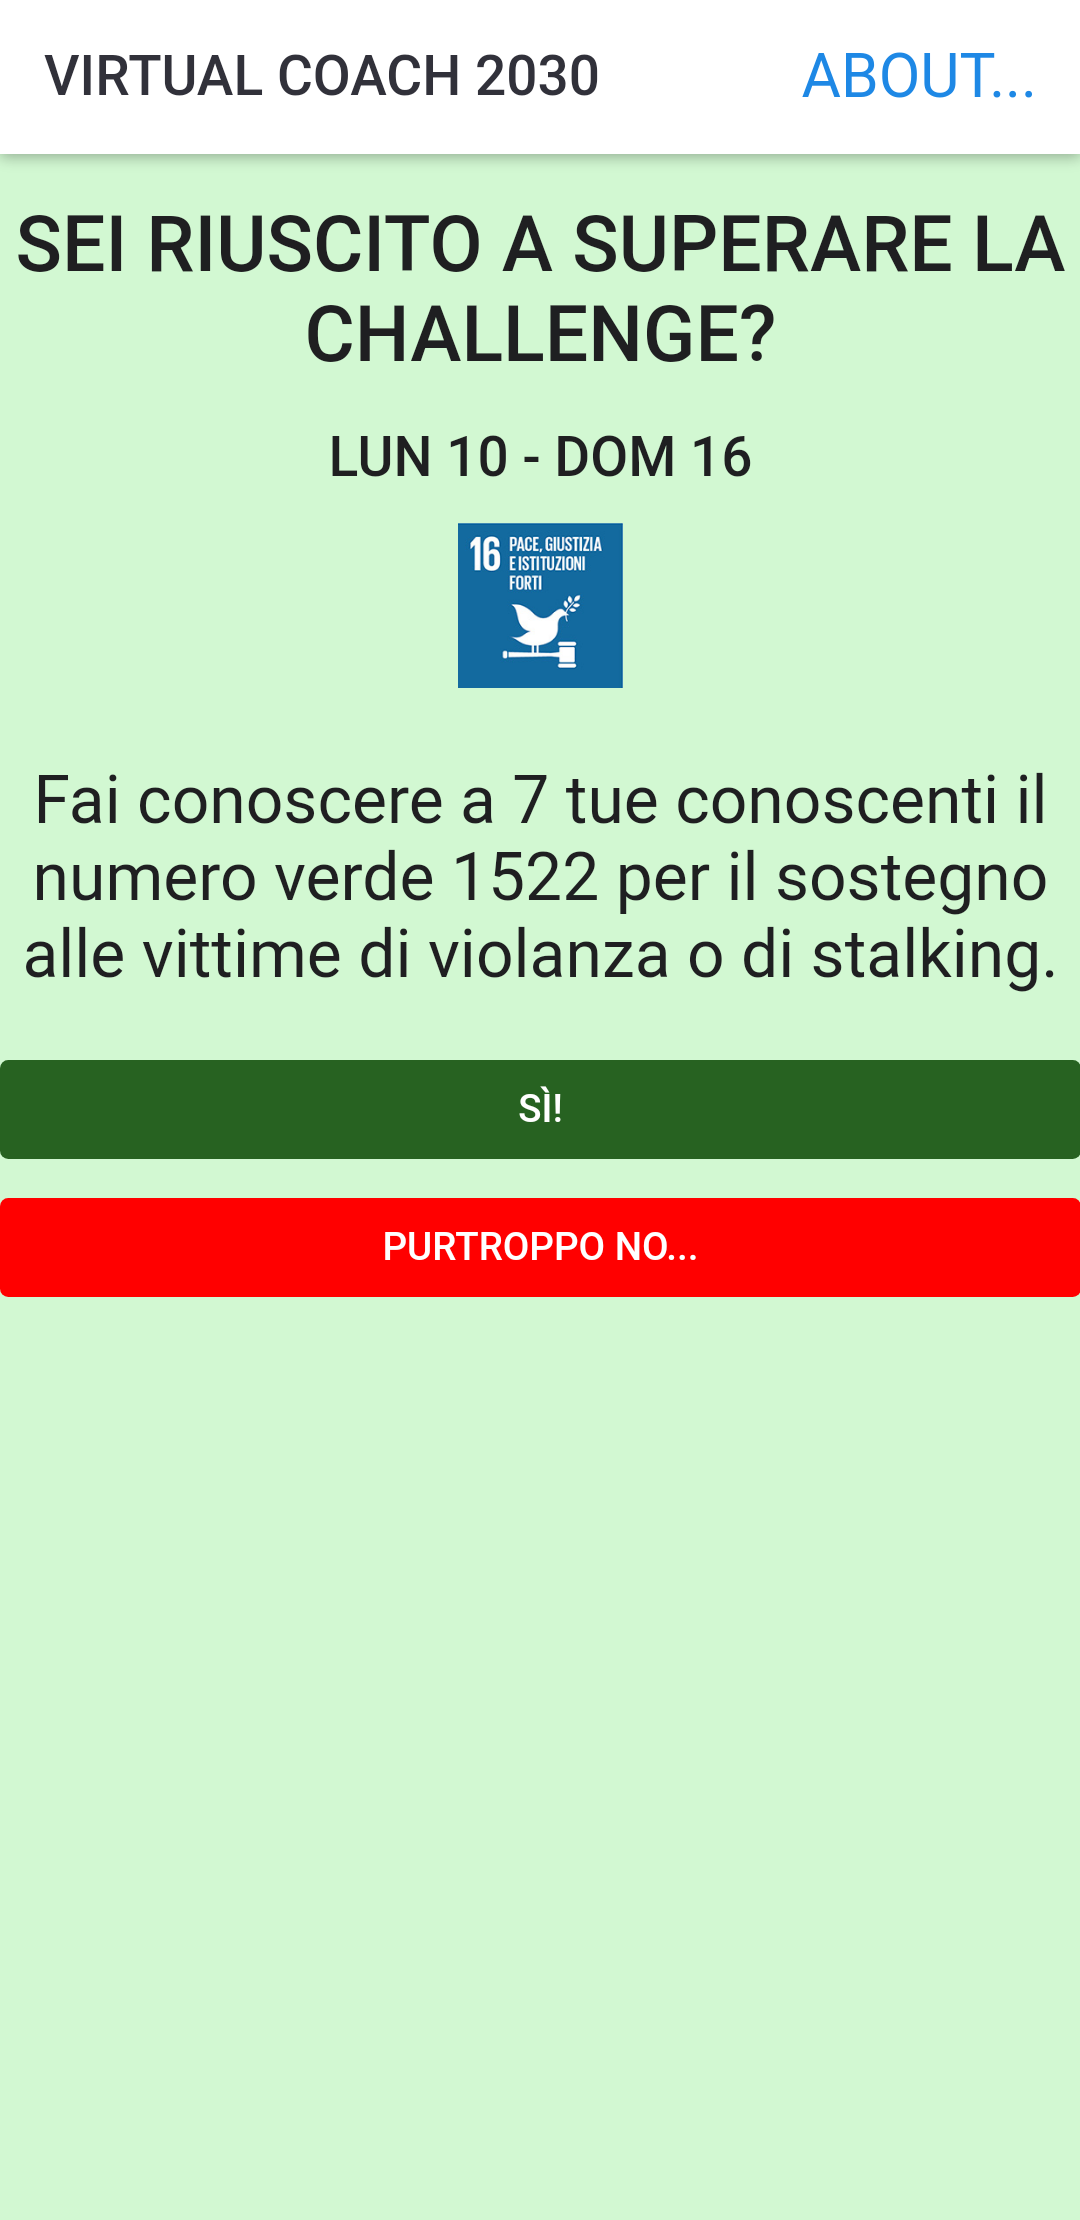 VIRTUAL COACH 2030
ABOUT...
SEI RIUSCITO A SUPERARE LA
CHALLENGE?
LUN 10 - DOM 16
16 PACE, GIUSTIZIA
E ISTITUZIONI
FORTI
Fai conoscere a 7 tue conoscenti il
numero verde 1522 per il sostegno
alle vittime di violanza o di stalking.
SÌ!
PURTROPPO NO...